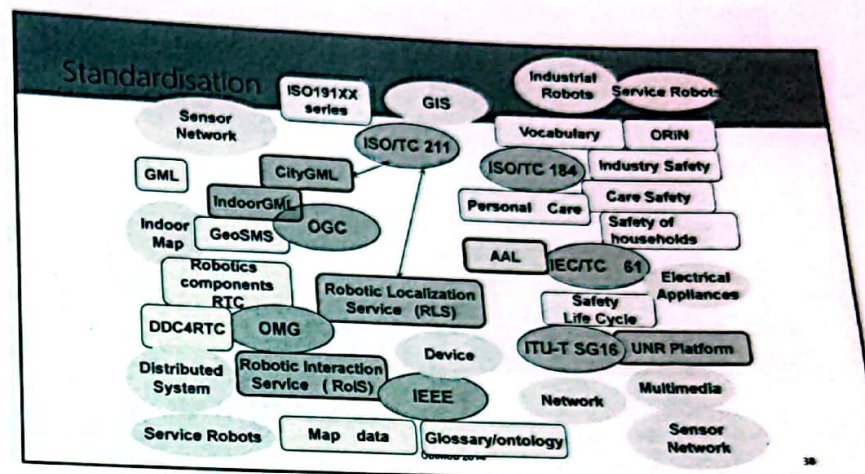 Standardisation
ISO191XX
series
GIS
Industrial
Robots
Service Robots
Sensor
Network
ISO/TC 211
Vocabulary
ORiN
GML
CityGML
ISO/TC 184
Industry Safety
IndoorGML
Personal Care
Care Safety
Indoor
Map
GeoSMS
OGC
Safety of
households
AAL
IEC/TC 61
Robotics
components
RTC
Robotic Localization
Service (RLS)
Electrical
Appliances
Safety
Life Cycle
DDC4RTC
OMG
Device
ITU-T SG16
UNR Platform
Distributed
System
Robotic Interaction
Service ( RoIS)
IEEE
Network
Multimedia
Service Robots
Map data
Glossary/ontology
Sensor
Network